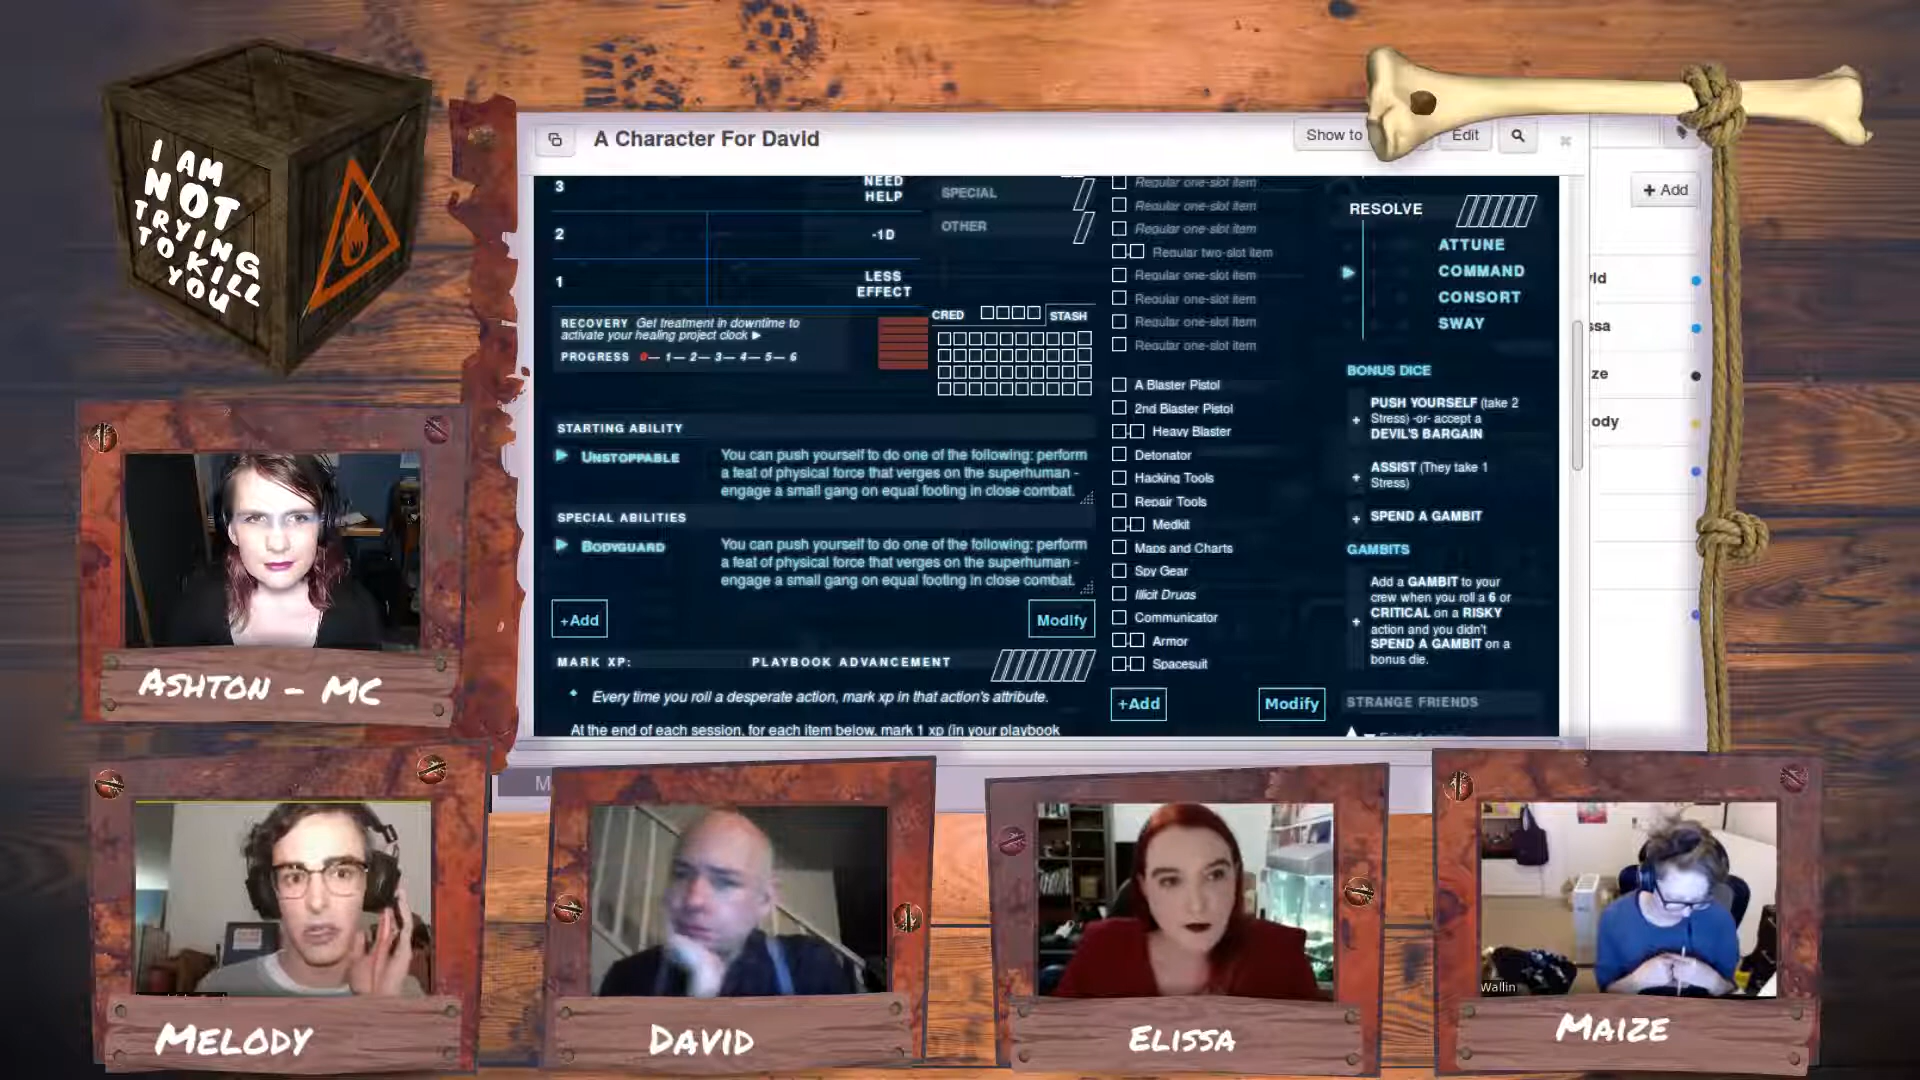 I AM
NOT
TRYING
TO KILL
YOU
A Character For David
Show to
Edit
+ Add
3
NEED
HELP
2
-1D
1
LESS
EFFECT
SPECIAL
OTHER
RECOVERY Get treatment in downtime to
activate your healing project clock ▶
PROGRESS 0— 1— 2— 3— 4— 5— 6
CRED
STASH
STARTING ABILITY
UNSTOPPABLE
You can push yourself to do one of the following: perform
a feat of physical force that verges on the superhuman -
engage a small gang on equal footing in close combat.
SPECIAL ABILITIES
BODYGUARD
You can push yourself to do one of the following: perform
a feat of physical force that verges on the superhuman -
engage a small gang on equal footing in close combat.
+Add
Modify
MARK XP:
PLAYBOOK ADVANCEMENT
Every time you roll a desperate action, mark xp in that action's attribute.
At the end of each session, for each item below, mark 1 xp (in your playbook
Regular one-slot item
Regular one-slot item
Regular one-slot item
Regular two-slot item
Regular one-slot item
Regular one-slot item
Regular one-slot item
Regular one-slot item
A Blaster Pistol
2nd Blaster Pistol
Heavy Blaster
Detonator
Hacking Tools
Repair Tools
Medkit
Maps and Charts
Spy Gear
Illicit Drugs
Communicator
Armor
Spacesuit
+Add
Modify
RESOLVE
ATTUNE
COMMAND
CONSORT
SWAY
BONUS DICE
+ PUSH YOURSELF (take 2
Stress) -or- accept a
DEVIL'S BARGAIN
+ ASSIST (They take 1
Stress)
+ SPEND A GAMBIT
GAMBITS
+ Add a GAMBIT to your
crew when you roll a 6 or
CRITICAL on a RISKY
action and you didn't
SPEND A GAMBIT on a
bonus die.
STRANGE FRIENDS
ssa
ze
ody
ASHTON - MC
MELODY
DAVID
ELISSA
Wallin
MAIZE